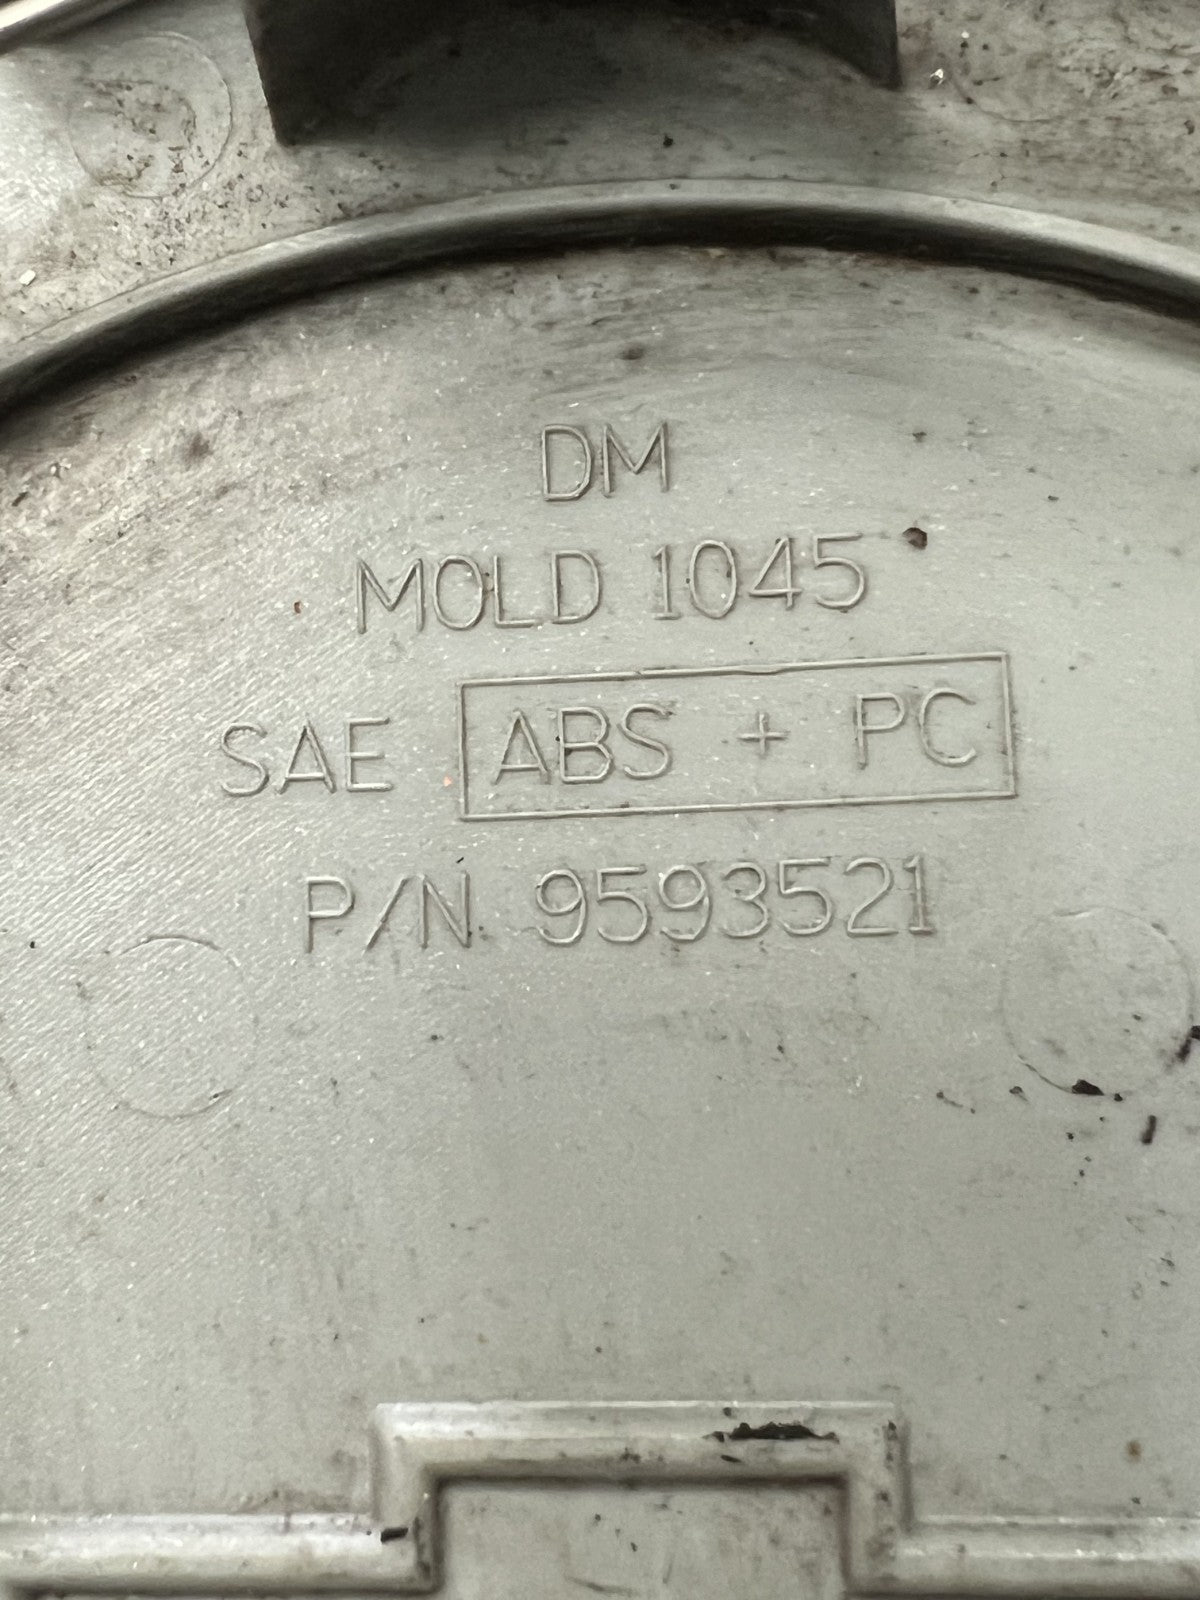 DM
MOLD 1045
SAE ABS + PC
P/N 9593521